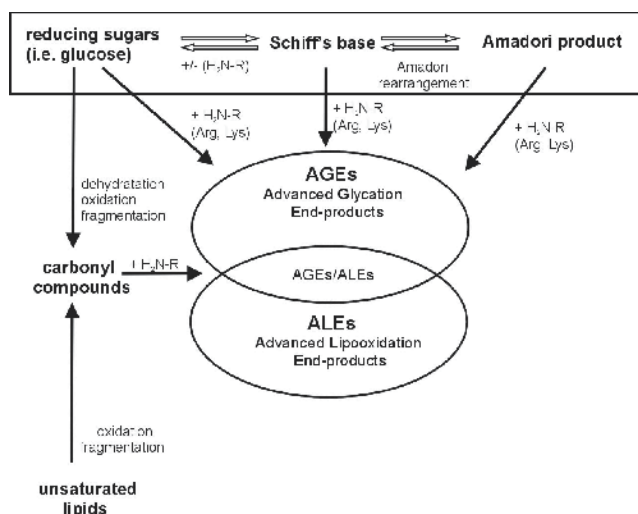 reducing sugars
(i.e. glucose)
+/- (H₂N-R)
Schiff's base
Amadori
rearrangement
Amadori product
+ H₂N-R
(Arg, Lys)
+ H₂N-R
(Arg, Lys)
+ H₂N-R
(Arg, Lys)
AGEs
Advanced Glycation
End-products
dehydratation
oxidation
fragmentation
carbonyl
compounds
+ H₂N-R
AGEs/ALEs
ALEs
Advanced Lipooxidation
End-products
oxidation
fragmentation
unsaturated
lipids